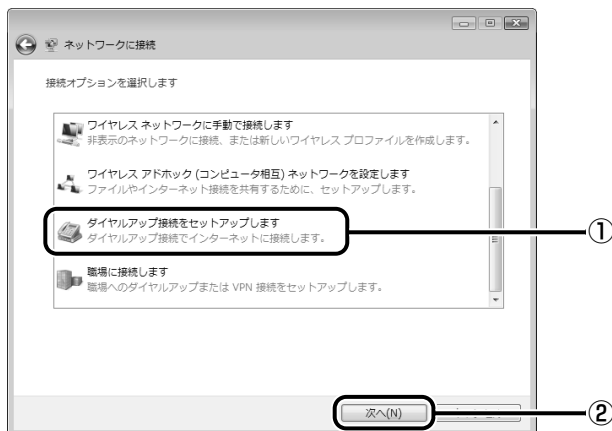 ネットワークに接続
接続オプションを選択します
ワイヤレス ネットワークに手動で接続します
非表示のネットワークに接続、または新しいワイヤレス プロファイルを作成します。
ワイヤレス アドホック (コンピュータ相互) ネットワークを設定します
ファイルやインターネット接続を共有するために、セットアップします。
ダイヤルアップ接続をセットアップします
ダイヤルアップ接続でインターネットに接続します。
①
職場に接続します
職場へのダイヤルアップまたは VPN 接続をセットアップします。
次へ(N)
②